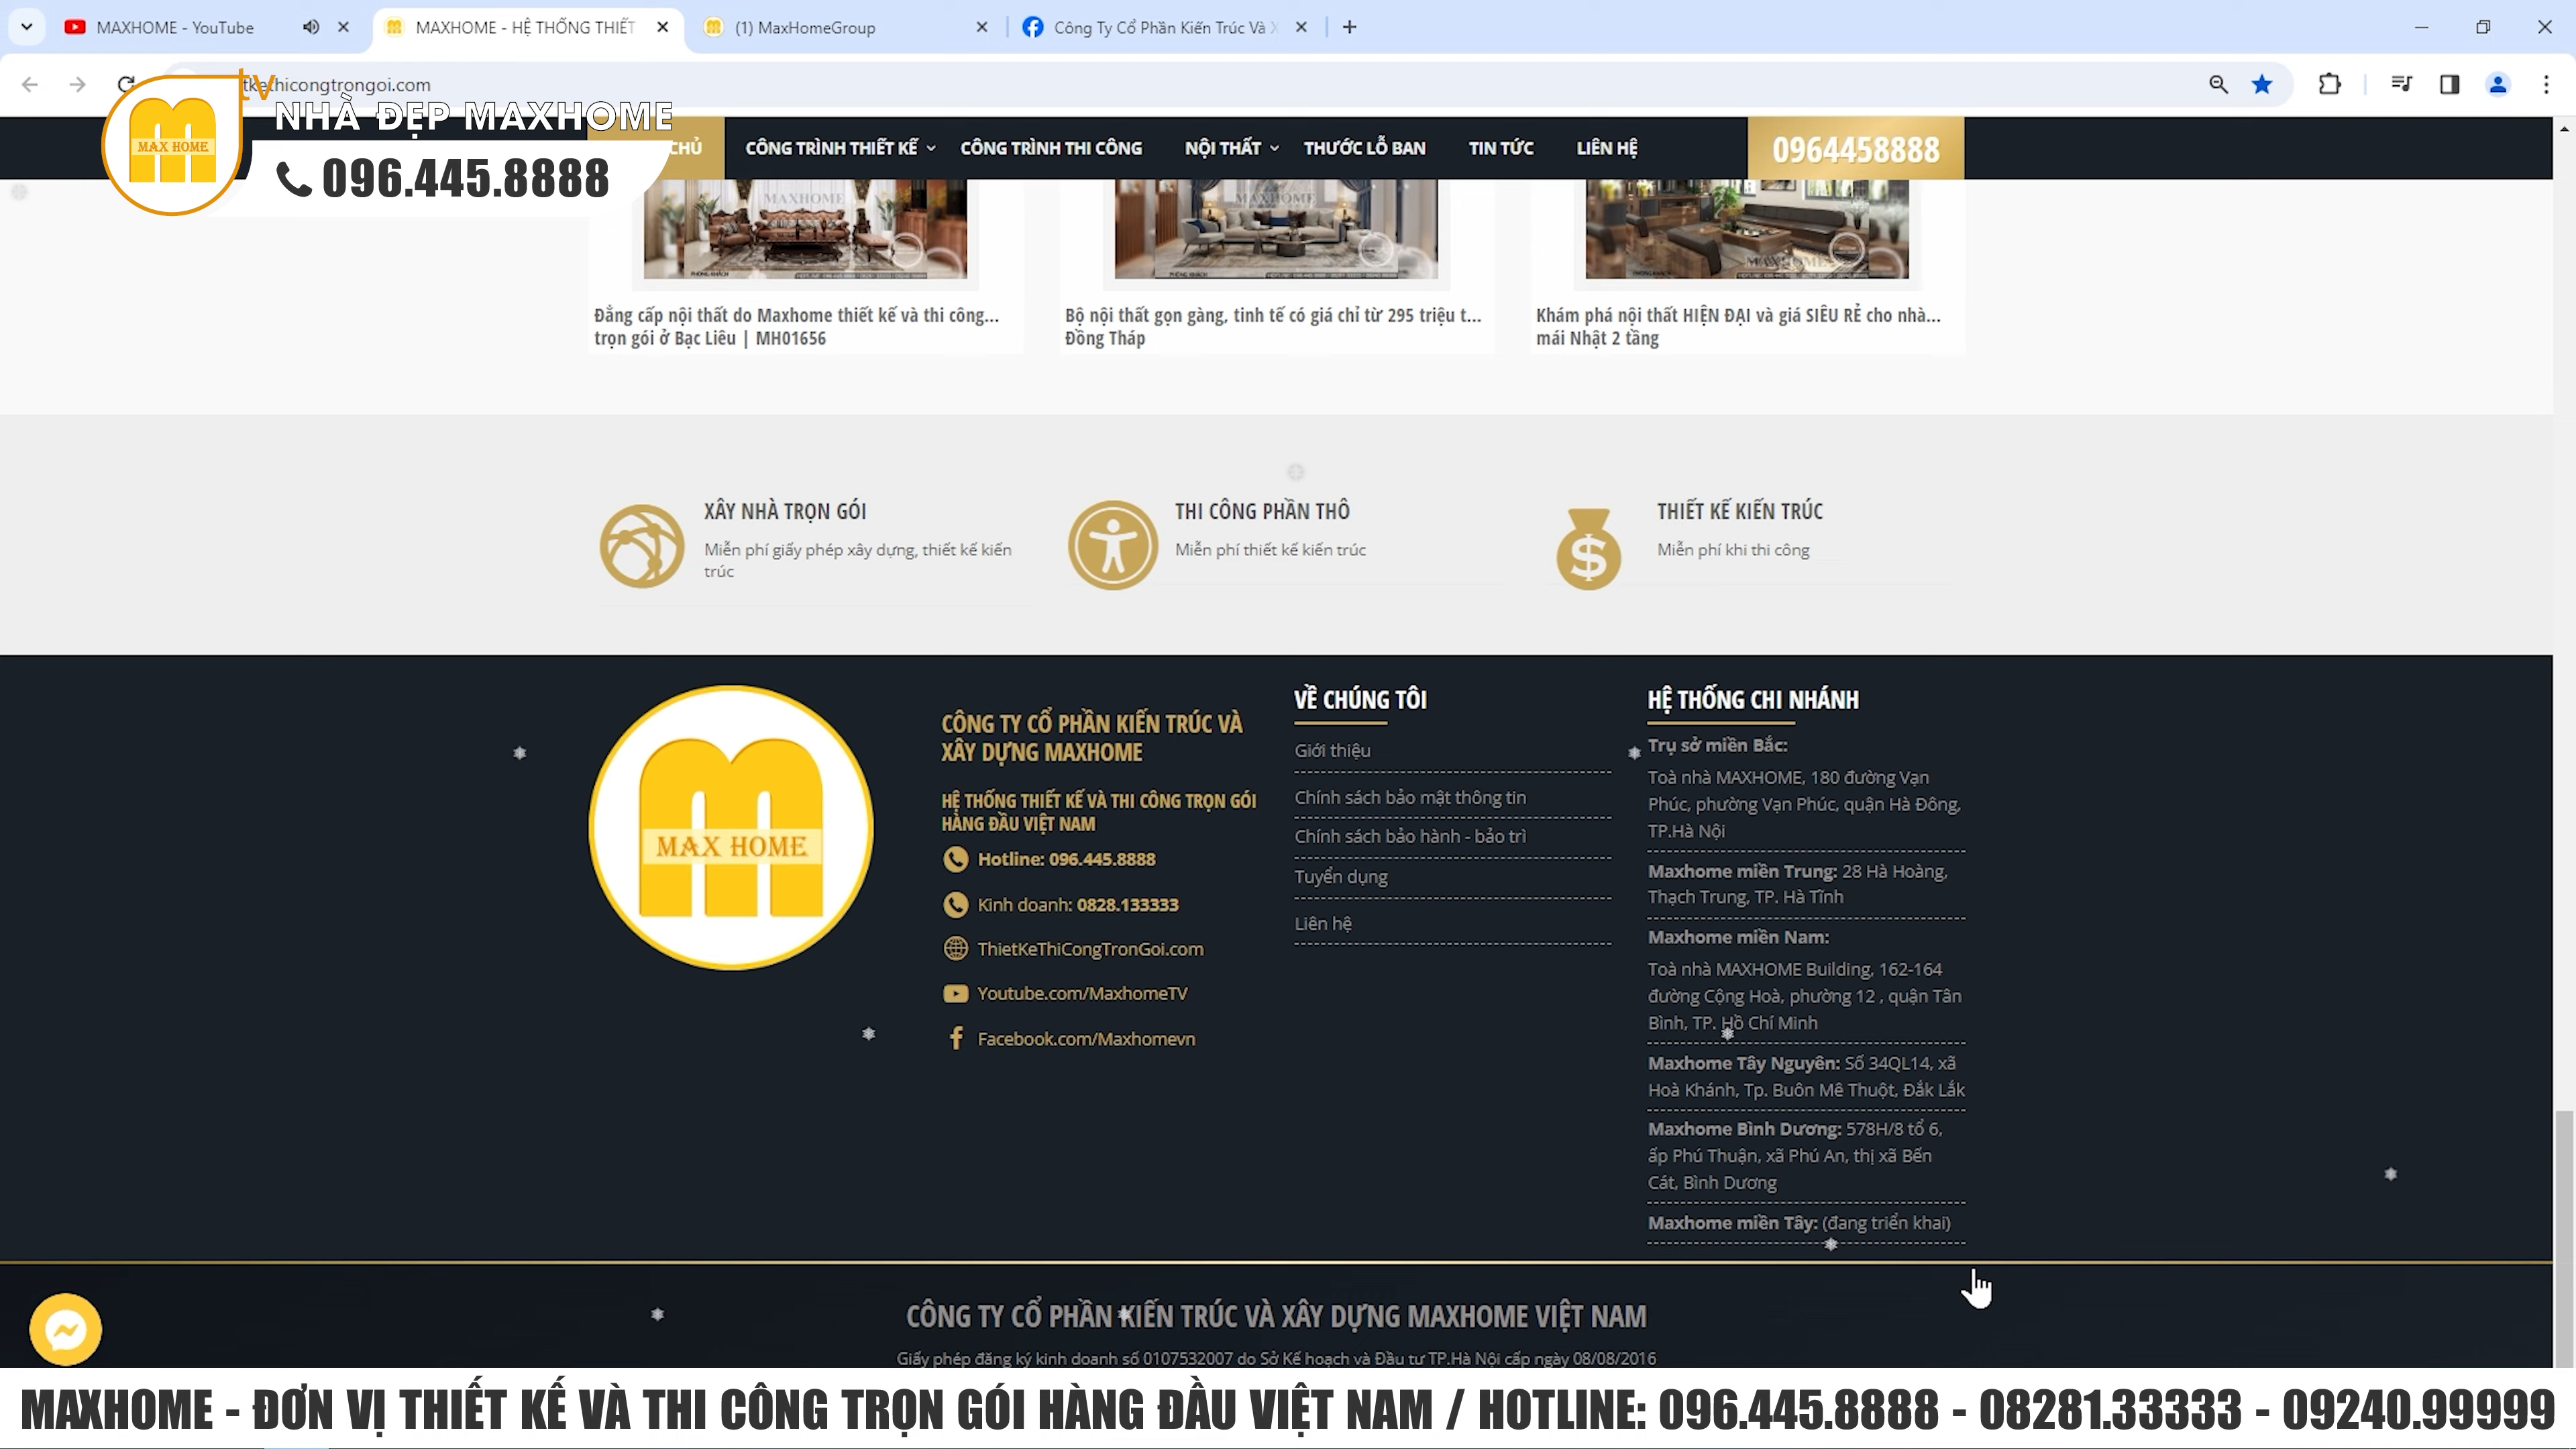 MAXHOME - YouTube
MAXHOME - HỆ THỐNG THIẾT
(1) MaxHomeGroup
Công Ty Cổ Phần Kiến Trúc Và X
tkethicongtrongoi.com
tv
NHÀ ĐẸP MAXHOME
MAX HOME
096.445.8888
CHỦ
CÔNG TRÌNH THIẾT KẾ
CÔNG TRÌNH THI CÔNG
NỘI THẤT
THƯỚC LỖ BAN
TIN TỨC
LIÊN HỆ
0964458888
MAXHOME
MAXHOME
MAXHOME
Đẳng cấp nội thất do Maxhome thiết kế và thi công...
trọn gói ở Bạc Liêu | MH01656
Bộ nội thất gọn gàng, tinh tế có giá chỉ từ 295 triệu t...
Đồng Tháp
Khám phá nội thất HIỆN ĐẠI và giá SIÊU RẺ cho nhà...
mái Nhật 2 tầng
XÂY NHÀ TRỌN GÓI
Miễn phí giấy phép xây dựng, thiết kế kiến
trúc
THI CÔNG PHẦN THÔ
Miễn phí thiết kế kiến trúc
THIẾT KẾ KIẾN TRÚC
Miễn phí khi thi công
MAX HOME
CÔNG TY CỔ PHẦN KIẾN TRÚC VÀ
XÂY DỰNG MAXHOME
HỆ THỐNG THIẾT KẾ VÀ THI CÔNG TRỌN GÓI
HÀNG ĐẦU VIỆT NAM
Hotline: 096.445.8888
Kinh doanh: 0828.133333
ThietKeThiCongTronGoi.com
Youtube.com/MaxhomeTV
Facebook.com/Maxhomevn
VỀ CHÚNG TÔI
Giới thiệu
Chính sách bảo mật thông tin
Chính sách bảo hành - bảo trì
Tuyển dụng
Liên hệ
HỆ THỐNG CHI NHÁNH
Trụ sở miền Bắc:
Toà nhà MAXHOME, 180 đường Vạn
Phúc, phường Vạn Phúc, quận Hà Đông,
TP.Hà Nội
Maxhome miền Trung: 28 Hà Hoàng,
Thạch Trung, TP. Hà Tĩnh
Maxhome miền Nam:
Toà nhà MAXHOME Building, 162-164
đường Cộng Hoà, phường 12 , quận Tân
Bình, TP. Hồ Chí Minh
Maxhome Tây Nguyên: Số 34QL14, xã
Hoà Khánh, Tp. Buôn Mê Thuột, Đắk Lắk
Maxhome Bình Dương: 578H/8 tổ 6,
ấp Phú Thuận, xã Phú An, thị xã Bến
Cát, Bình Dương
Maxhome miền Tây: (đang triển khai)
CÔNG TY CỔ PHẦN KIẾN TRÚC VÀ XÂY DỰNG MAXHOME VIỆT NAM
Giấy phép đăng ký kinh doanh số 0107532007 do Sở Kế hoạch và Đầu tư TP.Hà Nội cấp ngày 08/08/2016
MAXHOME - ĐƠN VỊ THIẾT KẾ VÀ THI CÔNG TRỌN GÓI HÀNG ĐẦU VIỆT NAM / HOTLINE: 096.445.8888 - 08281.33333 - 09240.99999